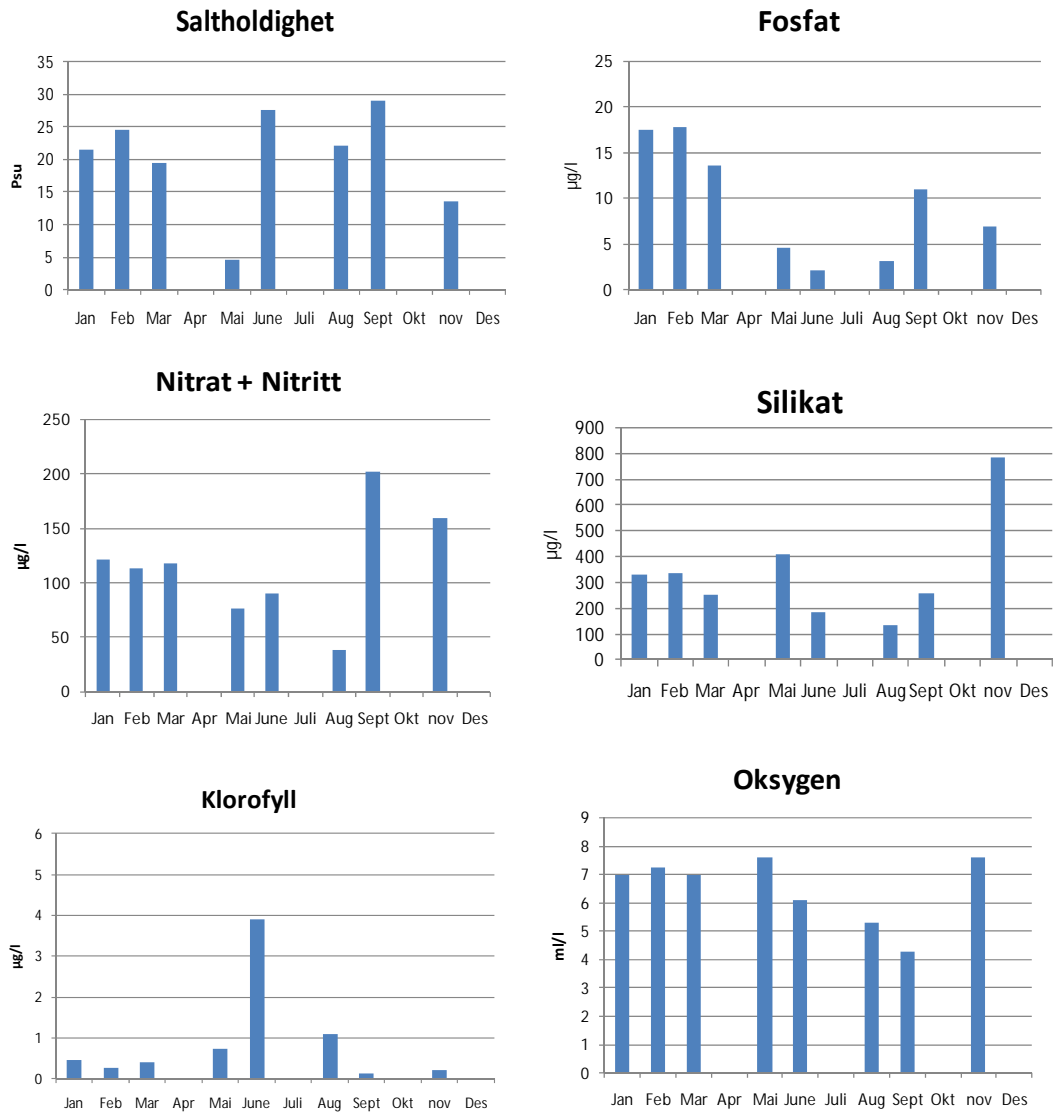 Saltholdighet
35
30
25
20
15
10
5
0
Psu
Jan Feb Mar Apr Mai June Juli Aug Sept Okt nov Des
Fosfat
25
20
15
10
5
0
µg/l
Jan Feb Mar Apr Mai June Juli Aug Sept Okt nov Des
Nitrat + Nitritt
250
200
150
100
50
0
µg/l
Jan Feb Mar Apr Mai June Juli Aug Sept Okt nov Des
Silikat
900
800
700
600
500
400
300
200
100
0
µg/l
Jan Feb Mar Apr Mai June Juli Aug Sept Okt nov Des
Klorofyll
6
5
4
3
2
1
0
µg/l
Jan Feb Mar Apr Mai June Juli Aug Sept Okt nov Des
Oksygen
9
8
7
6
5
4
3
2
1
0
ml/l
Jan Feb Mar Apr Mai June Juli Aug Sept Okt nov Des